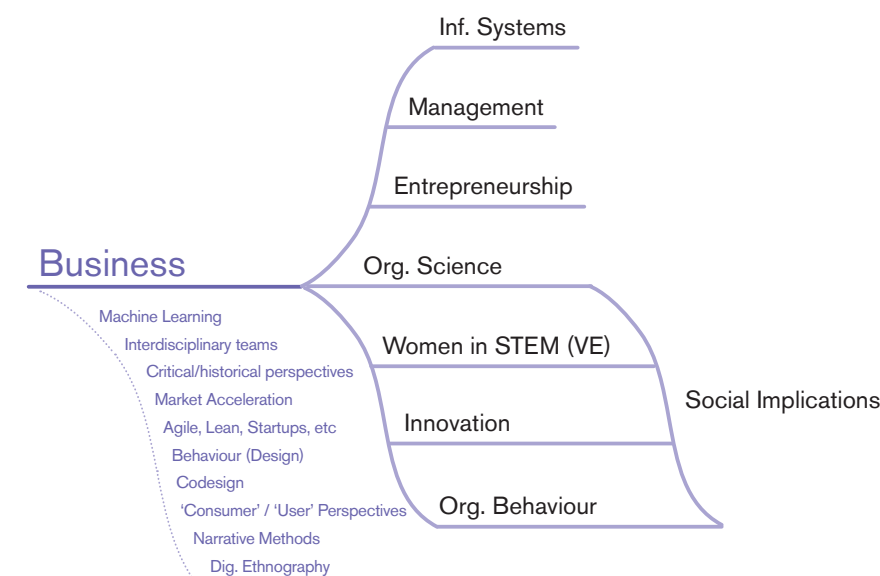 Inf. Systems
Management
Entrepreneurship
Business
Org. Science
Machine Learning
Interdisciplinary teams
Critical/historical perspectives
Market Acceleration
Agile, Lean, Startups, etc
Behaviour (Design)
Codesign
‘Consumer’ / ‘User’ Perspectives
Narrative Methods
Dig. Ethnography
Women in STEM (VE)
Innovation
Org. Behaviour
Social Implications